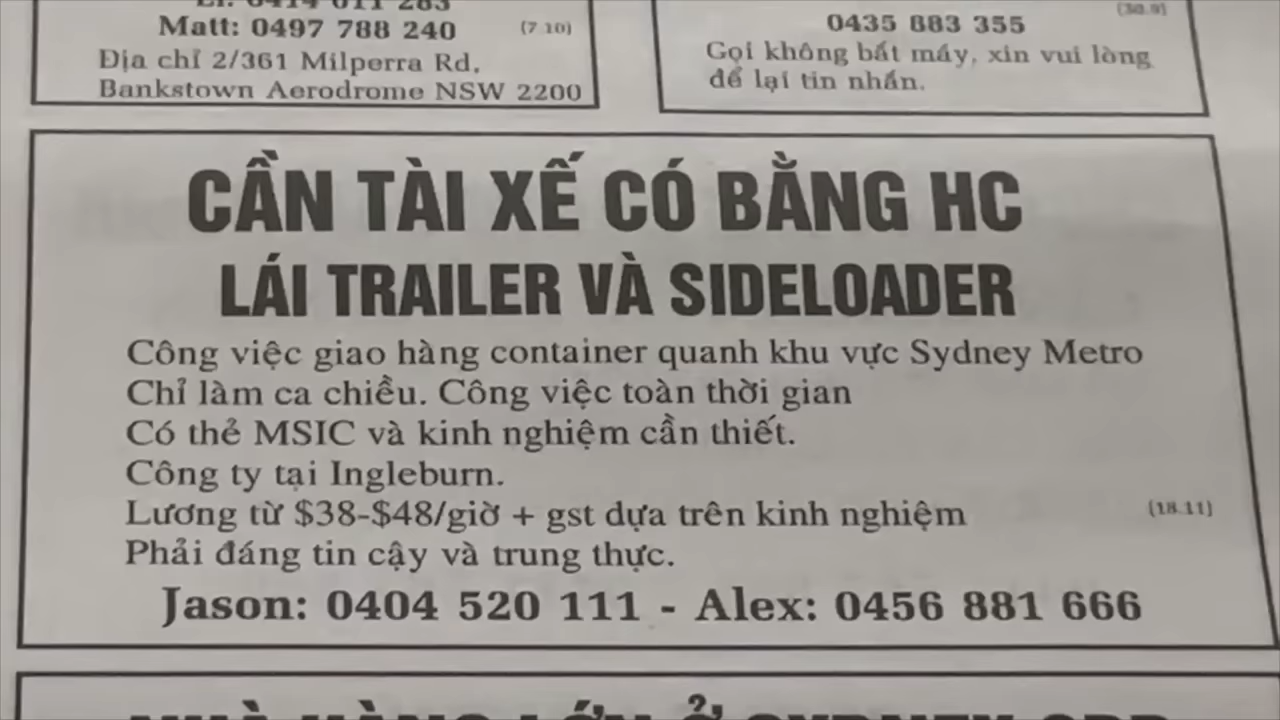 Matt: 0497 788 240 (7.10)
Địa chỉ 2/361 Milperra Rd,
Bankstown Aerodrome NSW 2200
0435 883 355
Gọi không bắt máy, xin vui lòng
để lại tin nhắn.
CẦN TÀI XẾ CÓ BẰNG HC
LÁI TRAILER VÀ SIDELOADER
Công việc giao hàng container quanh khu vực Sydney Metro
Chỉ làm ca chiều. Công việc toàn thời gian
Có thẻ MSIC và kinh nghiệm cần thiết.
Công ty tại Ingleburn.
Lương từ $38-$48/giờ + gst dựa trên kinh nghiệm (18.11)
Phải đáng tin cậy và trung thực.
Jason: 0404 520 111 - Alex: 0456 881 666